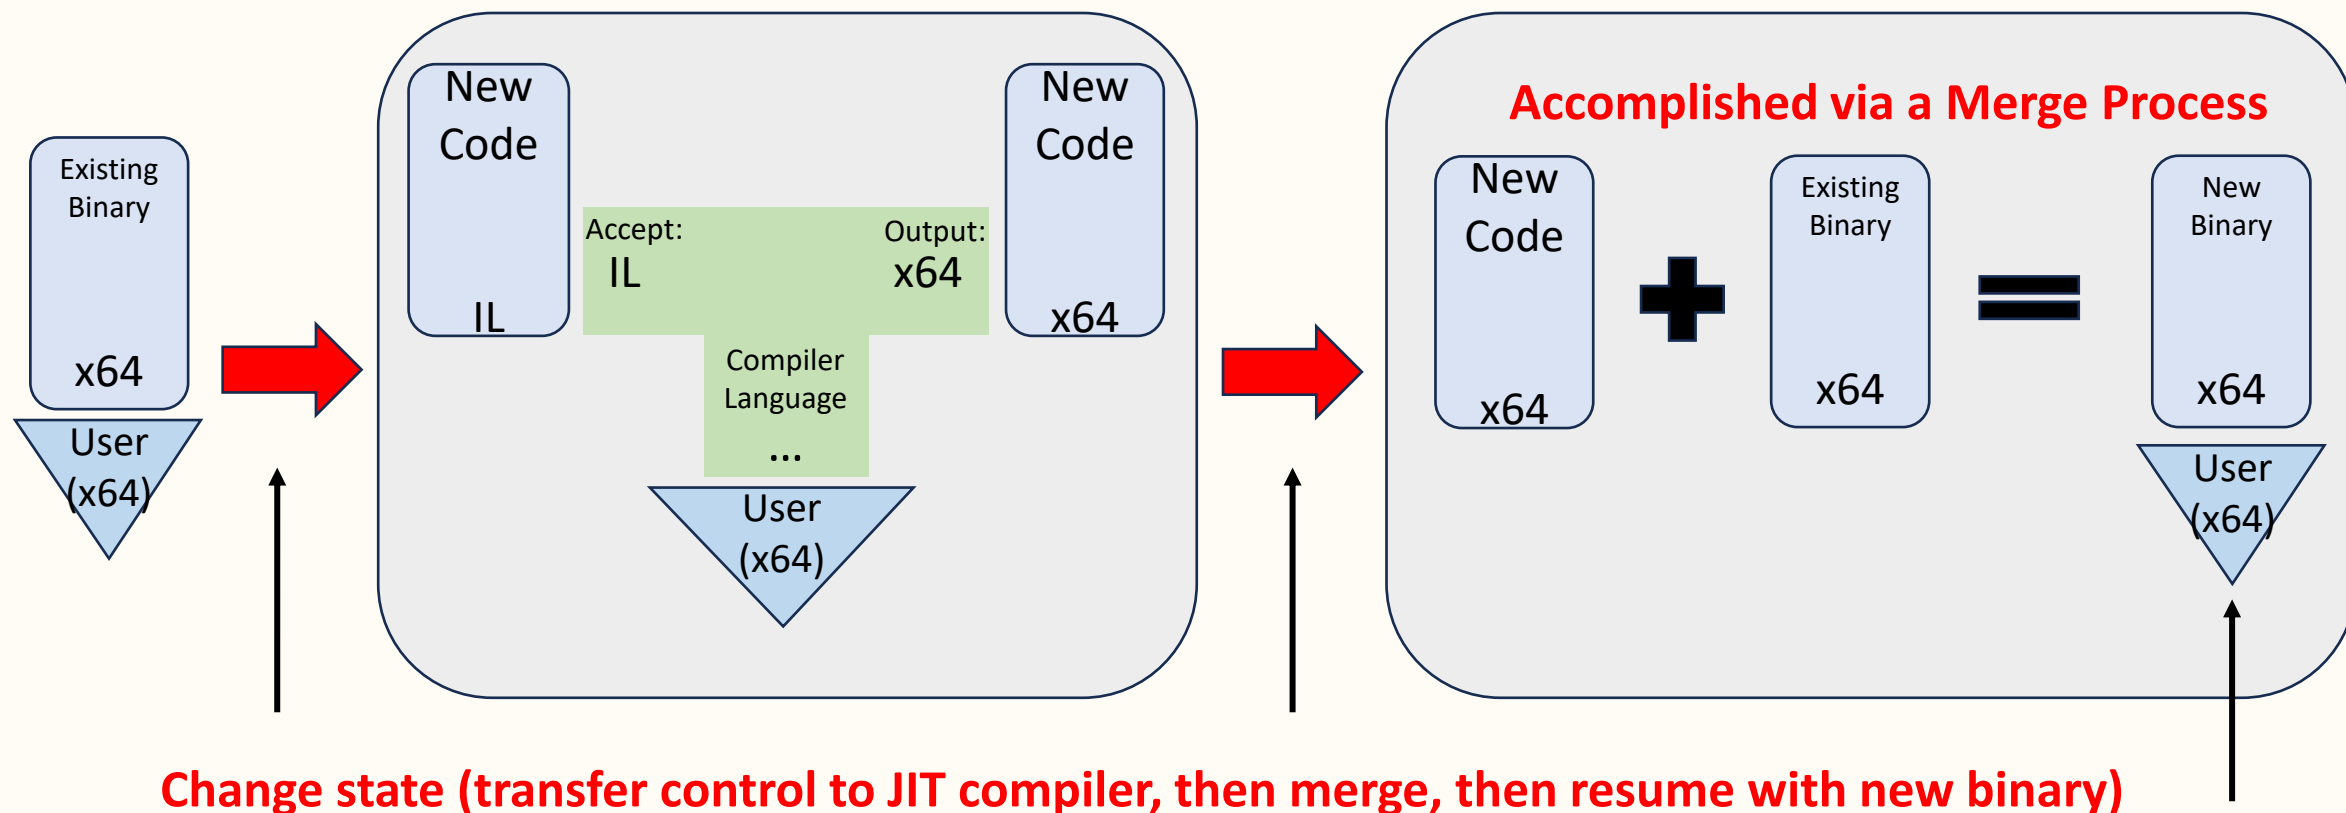 Existing
Binary
x64
User
(x64)
New
Code
IL
Accept:
IL
Output:
x64
Compiler
Language
...
User
(x64)
New
Code
x64
Accomplished via a Merge Process
New
Code
x64
Existing
Binary
x64
New
Binary
x64
User
(x64)
Change state (transfer control to JIT compiler, then merge, then resume with new binary)